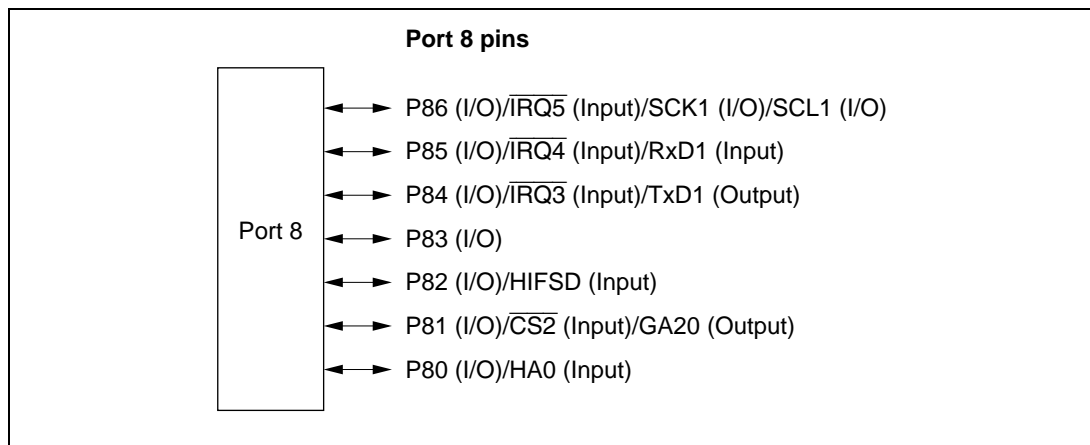 Port 8 pins
P86 (I/O)/IRQ5 (Input)/SCK1 (I/O)/SCL1 (I/O)
P85 (I/O)/IRQ4 (Input)/RxD1 (Input)
P84 (I/O)/IRQ3 (Input)/TxD1 (Output)
Port 8
P83 (I/O)
P82 (I/O)/HIFSD (Input)
P81 (I/O)/CS2 (Input)/GA20 (Output)
P80 (I/O)/HA0 (Input)